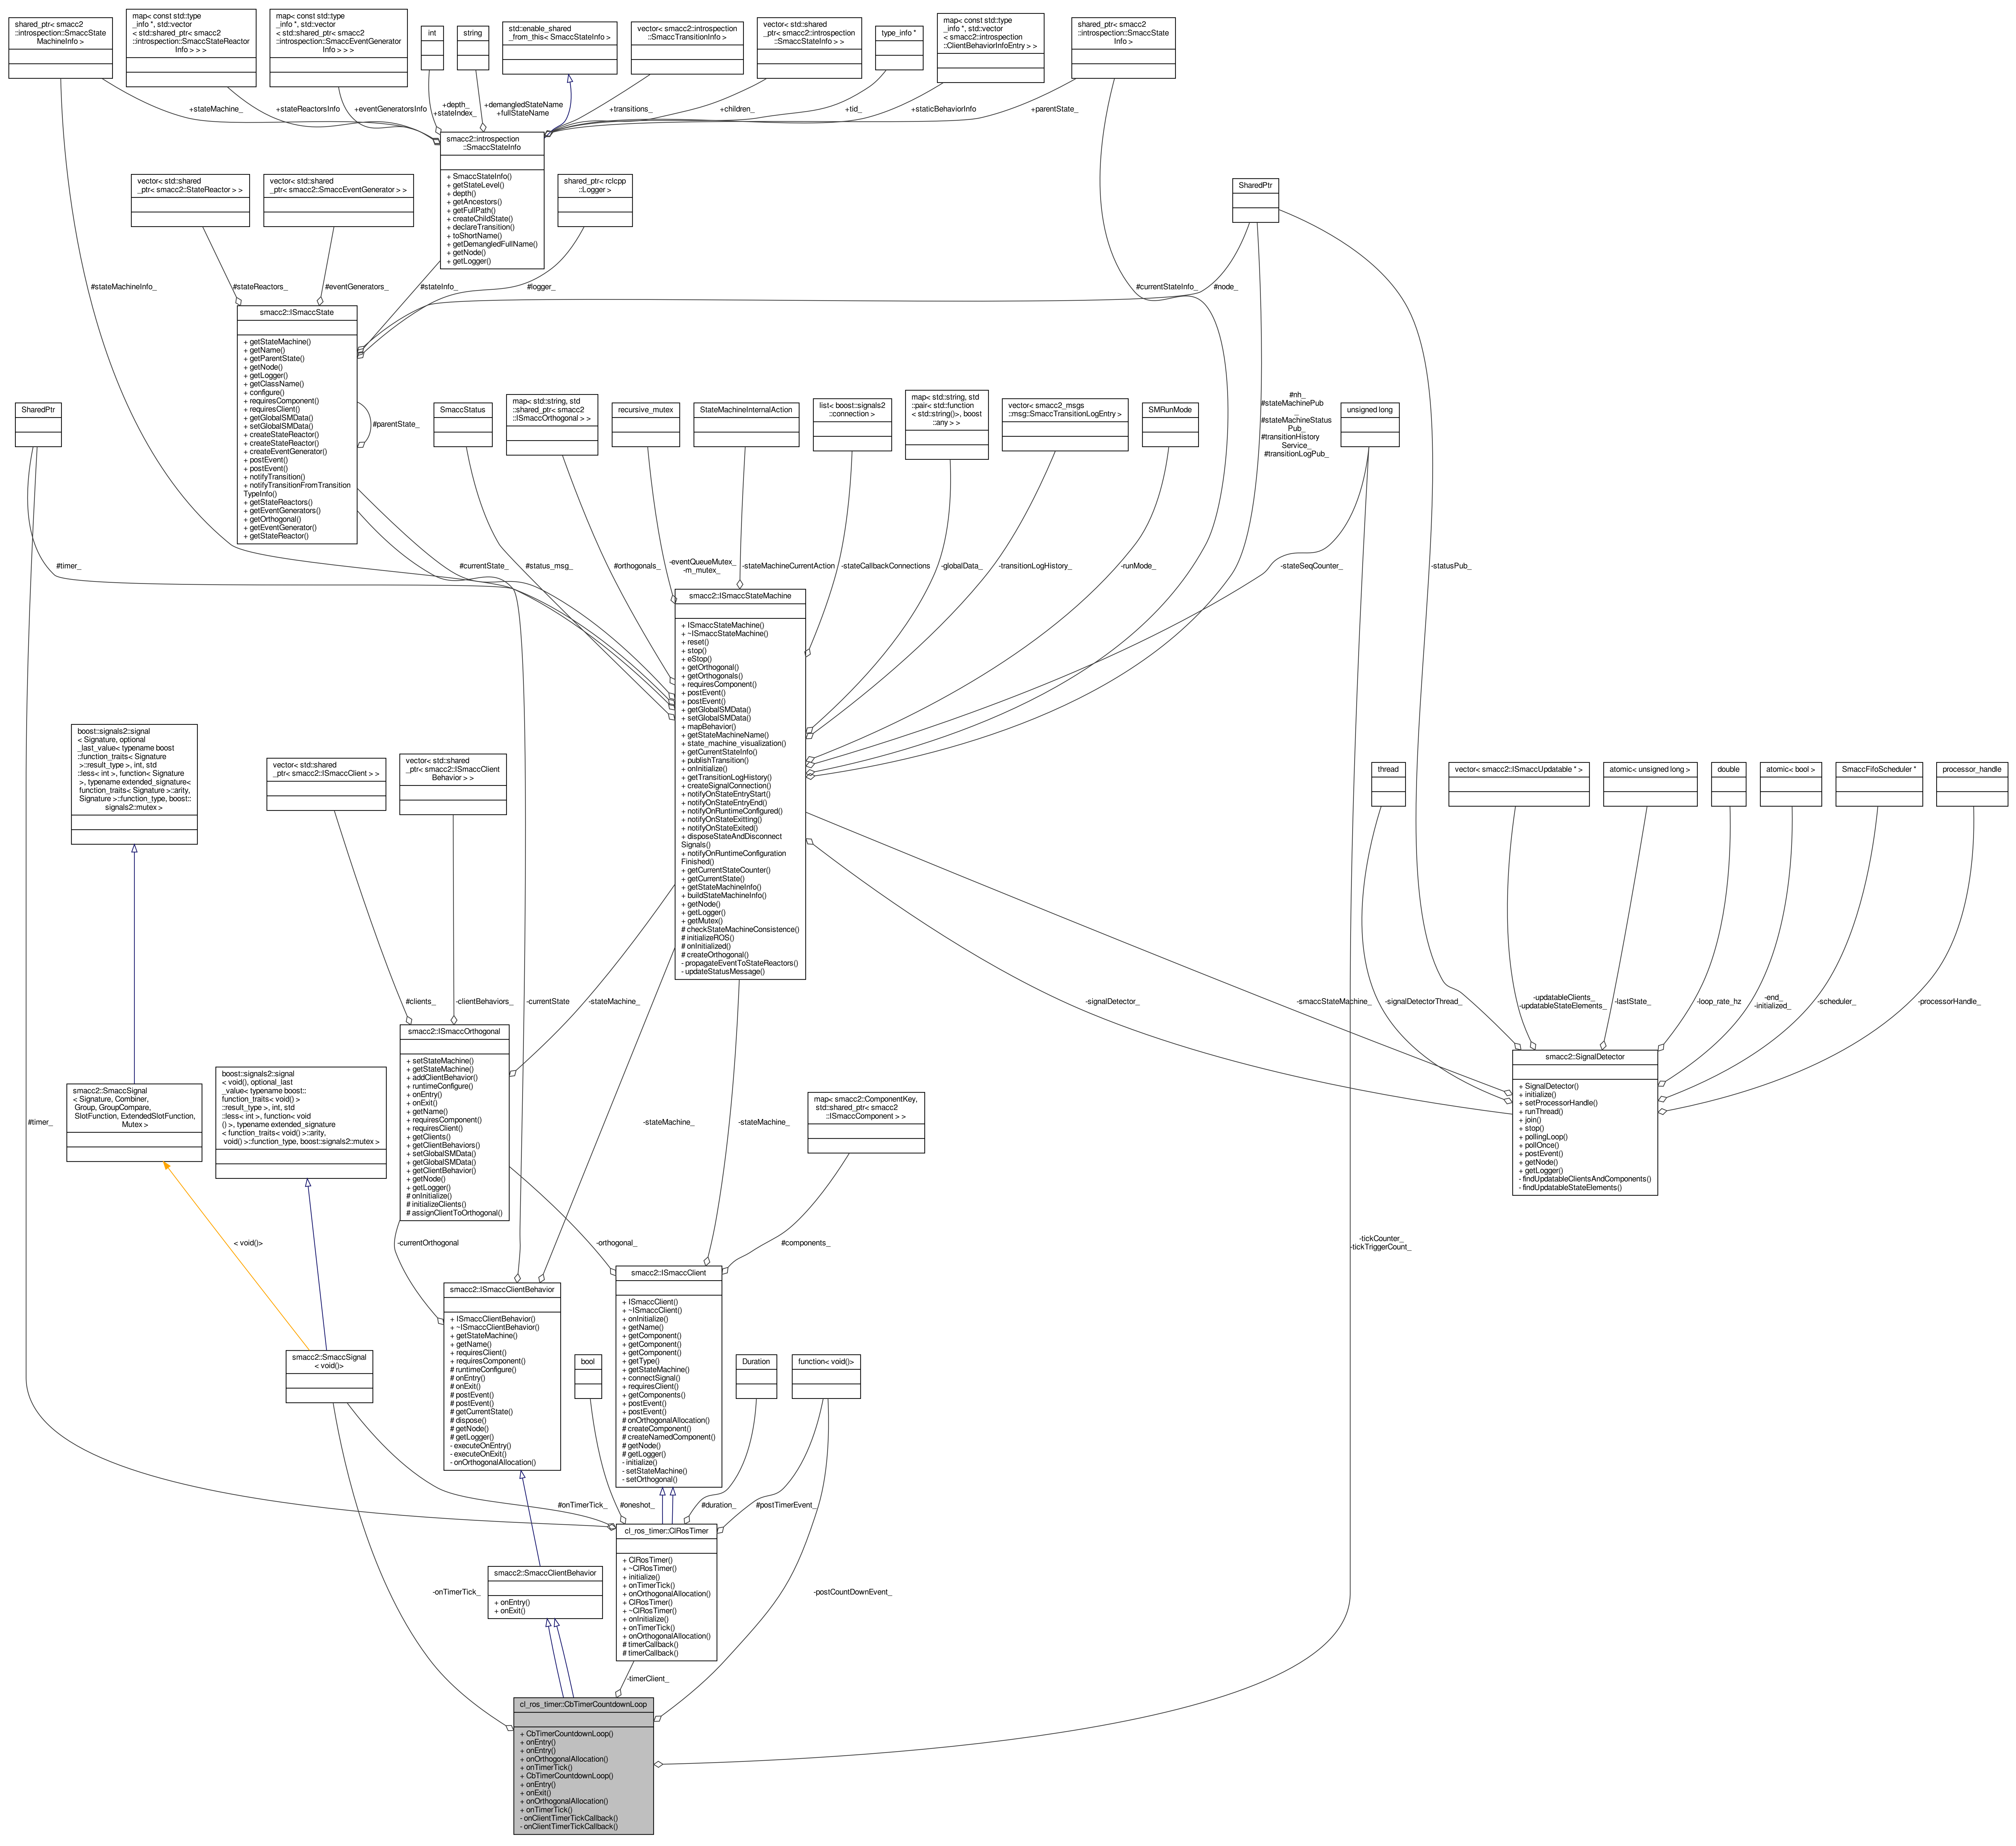 shared_ptr< smacc2
::introspection::SmaccState
MachineInfo >
map< const std::type
_info *, std::vector
< std::shared_ptr< smacc2
::introspection::SmaccStateReactor
Info > > >
map< const std::type
_info *, std::vector
< std::shared_ptr< smacc2
::introspection::SmaccEventGenerator
Info > > >
int
string
std::enable_shared
_from_this< SmaccStateInfo >
vector< smacc2::introspection
::SmaccTransitionInfo >
vector< std::shared
_ptr< smacc2::introspection
::SmaccStateInfo > >
type_info *
map< const std::type
_info *, std::vector
< smacc2::introspection
::ClientBehaviorInfoEntry > >
shared_ptr< smacc2
::introspection::SmaccState
Info >
+stateMachine_
+stateReactorsInfo
+eventGeneratorsInfo
+depth_
+stateIndex_
+demangledStateName
+fullStateName
+transitions_
+children_
+tid_
+staticBehaviorInfo
+parentState_
smacc2::introspection
::SmaccStateInfo
+ SmaccStateInfo()
+ getStateLevel()
+ depth()
+ getAncestors()
+ getFullPath()
+ createChildState()
+ declareTransition()
+ toShortName()
+ getDemangledFullName()
+ getNode()
+ getLogger()
vector< std::shared
_ptr< smacc2::StateReactor > >
vector< std::shared
_ptr< smacc2::SmaccEventGenerator > >
shared_ptr< rclcpp
::Logger >
SharedPtr
#stateMachineInfo_
#stateReactors_
#eventGenerators_
#stateInfo_
#logger_
#currentStateInfo_
#node_
smacc2::ISmaccState
+ getStateMachine()
+ getName()
+ getParentState()
+ getNode()
+ getLogger()
+ getClassName()
+ configure()
+ requiresComponent()
+ requiresClient()
+ getGlobalSMData()
+ setGlobalSMData()
+ createStateReactor()
+ createStateReactor()
+ createEventGenerator()
+ postEvent()
+ postEvent()
+ notifyTransition()
+ notifyTransitionFromTransition
TypeInfo()
+ getStateReactors()
+ getEventGenerators()
+ getOrthogonal()
+ getEventGenerator()
+ getStateReactor()
#parentState_
SharedPtr
SmaccStatus
map< std::string, std
::shared_ptr< smacc2
::ISmaccOrthogonal > >
recursive_mutex
StateMachineInternalAction
list< boost::signals2
::connection >
map< std::string, std
::pair< std::function
< std::string()>, boost
::any > >
vector< smacc2_msgs
::msg::SmaccTransitionLogEntry >
SMRunMode
#nh_
#stateMachinePub
_
#stateMachineStatus
Pub_
#transitionHistory
Service_
#transitionLogPub_
unsigned long
#timer_
#currentState_
#status_msg_
#orthogonals_
-eventQueueMutex_
-m_mutex_
-stateMachineCurrentAction
-stateCallbackConnections
-globalData_
-transitionLogHistory_
-runMode_
-stateSeqCounter_
-statusPub_
smacc2::ISmaccStateMachine
+ ISmaccStateMachine()
+ ~ISmaccStateMachine()
+ reset()
+ stop()
+ eStop()
+ getOrthogonal()
+ getOrthogonals()
+ requiresComponent()
+ postEvent()
+ postEvent()
+ getGlobalSMData()
+ setGlobalSMData()
+ mapBehavior()
+ getStateMachineName()
+ state_machine_visualization()
+ getCurrentStateInfo()
+ publishTransition()
+ onInitialize()
+ getTransitionLogHistory()
+ createSignalConnection()
+ notifyOnStateEntryStart()
+ notifyOnStateEntryEnd()
+ notifyOnRuntimeConfigured()
+ notifyOnStateExitting()
+ notifyOnStateExited()
+ disposeStateAndDisconnect
Signals()
+ notifyOnRuntimeConfiguration
Finished()
+ getCurrentStateCounter()
+ getCurrentState()
+ getStateMachineInfo()
+ buildStateMachineInfo()
+ getNode()
+ getLogger()
+ getMutex()
# checkStateMachineConsistence()
# initializeROS()
# onInitialized()
# createOrthogonal()
- propagateEventToStateReactors()
- updateStatusMessage()
boost::signals2::signal
< Signature, optional
_last_value< typename boost
::function_traits< Signature
>::result_type >, int, std
::less< int >, function< Signature
>, typename extended_signature<
function_traits< Signature >::arity,
Signature >::function_type, boost::
signals2::mutex >
vector< std::shared
_ptr< smacc2::ISmaccClient > >
vector< std::shared
_ptr< smacc2::ISmaccClient
Behavior > >
thread
vector< smacc2::ISmaccUpdatable * >
atomic< unsigned long >
double
atomic< bool >
SmaccFifoScheduler *
processor_handle
#clients_
-clientBehaviors_
-currentState
-stateMachine_
-signalDetector_
-smaccStateMachine_
-signalDetectorThread_
-updatableClients_
-updatableStateElements_
-lastState_
-loop_rate_hz
-end_
-initialized_
-scheduler_
-processorHandle_
smacc2::ISmaccOrthogonal
+ setStateMachine()
+ getStateMachine()
+ addClientBehavior()
+ runtimeConfigure()
+ onEntry()
+ onExit()
+ getName()
+ requiresComponent()
+ requiresClient()
+ getClients()
+ getClientBehaviors()
+ setGlobalSMData()
+ getGlobalSMData()
+ getClientBehavior()
+ getNode()
+ getLogger()
# onInitialize()
# initializeClients()
# assignClientToOrthogonal()
smacc2::SignalDetector
+ SignalDetector()
+ initialize()
+ setProcessorHandle()
+ runThread()
+ join()
+ stop()
+ pollingLoop()
+ pollOnce()
+ postEvent()
+ getNode()
+ getLogger()
- findUpdatableClientsAndComponents()
- findUpdatableStateElements()
smacc2::SmaccSignal
< Signature, Combiner,
Group, GroupCompare,
SlotFunction, ExtendedSlotFunction,
Mutex >
boost::signals2::signal
< void(), optional_last
_value< typename boost::
function_traits< void() >
::result_type >, int, std
::less< int >, function< void
() >, typename extended_signature
< function_traits< void() >::arity,
void() >::function_type, boost::signals2::mutex >
map< smacc2::ComponentKey,
std::shared_ptr< smacc2
::ISmaccComponent > >
#timer_
-stateMachine_
-stateMachine_
< void()>
-currentOrthogonal
-orthogonal_
#components_
-tickCounter_
-tickTriggerCount_
smacc2::ISmaccClientBehavior
+ ISmaccClientBehavior()
+ ~ISmaccClientBehavior()
+ getStateMachine()
+ getName()
+ requiresClient()
+ requiresComponent()
# runtimeConfigure()
# onEntry()
# onExit()
# postEvent()
# postEvent()
# getCurrentState()
# dispose()
# getNode()
# getLogger()
- executeOnEntry()
- executeOnExit()
- onOrthogonalAllocation()
smacc2::ISmaccClient
+ ISmaccClient()
+ ~ISmaccClient()
+ onInitialize()
+ getName()
+ getComponent()
+ getComponent()
+ getComponent()
+ getType()
+ getStateMachine()
+ connectSignal()
+ requiresClient()
+ getComponents()
+ postEvent()
+ postEvent()
# onOrthogonalAllocation()
# createComponent()
# createNamedComponent()
# getNode()
# getLogger()
- initialize()
- setStateMachine()
- setOrthogonal()
smacc2::SmaccSignal
< void()>
bool
Duration
function< void()>
#onTimerTick_
#oneshot_
#duration_
#postTimerEvent_
cl_ros_timer::ClRosTimer
+ ClRosTimer()
+ ~ClRosTimer()
+ initialize()
+ onTimerTick()
+ onOrthogonalAllocation()
+ ClRosTimer()
+ ~ClRosTimer()
+ onInitialize()
+ onTimerTick()
+ onOrthogonalAllocation()
# timerCallback()
# timerCallback()
smacc2::SmaccClientBehavior
+ onEntry()
+ onExit()
-onTimerTick_
-postCountDownEvent_
-timerClient_
cl_ros_timer::CbTimerCountdownLoop
+ CbTimerCountdownLoop()
+ onEntry()
+ onEntry()
+ onOrthogonalAllocation()
+ onTimerTick()
+ CbTimerCountdownLoop()
+ onEntry()
+ onExit()
+ onOrthogonalAllocation()
+ onTimerTick()
- onClientTimerTickCallback()
- onClientTimerTickCallback()